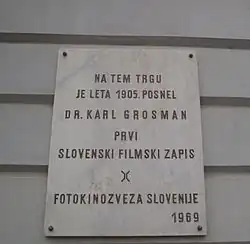 NA TEM TRGU
JE LETA 1905. POSNEL
DR. KARL GROSMAN
PRVI
SLOVENSKI FILMSKI ZAPIS
FOTOKINOZVEZA SLOVENIJE
1969